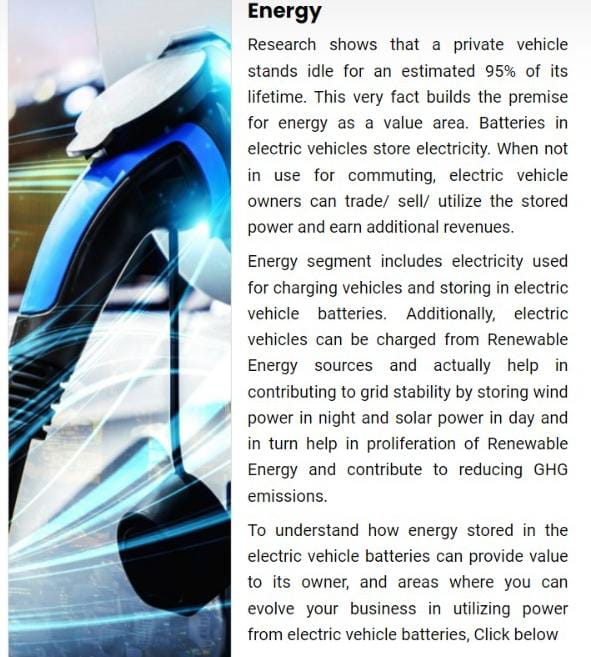 Energy
Research shows that a private vehicle
stands idle for an estimated 95% of its
lifetime. This very fact builds the premise
for energy as a value area. Batteries in
electric vehicles store electricity. When not
in use for commuting, electric vehicle
owners can trade/ sell/ utilize the stored
power and earn additional revenues.
Energy segment includes electricity used
for charging vehicles and storing in electric
vehicle batteries. Additionally, electric
vehicles can be charged from Renewable
Energy sources and actually help in
contributing to grid stability by storing wind
power in night and solar power in day and
in turn help in proliferation of Renewable
Energy and contribute to reducing GHG
emissions.
To understand how energy stored in the
electric vehicle batteries can provide value
to its owner, and areas where you can
evolve your business in utilizing power
from electric vehicle batteries, Click below